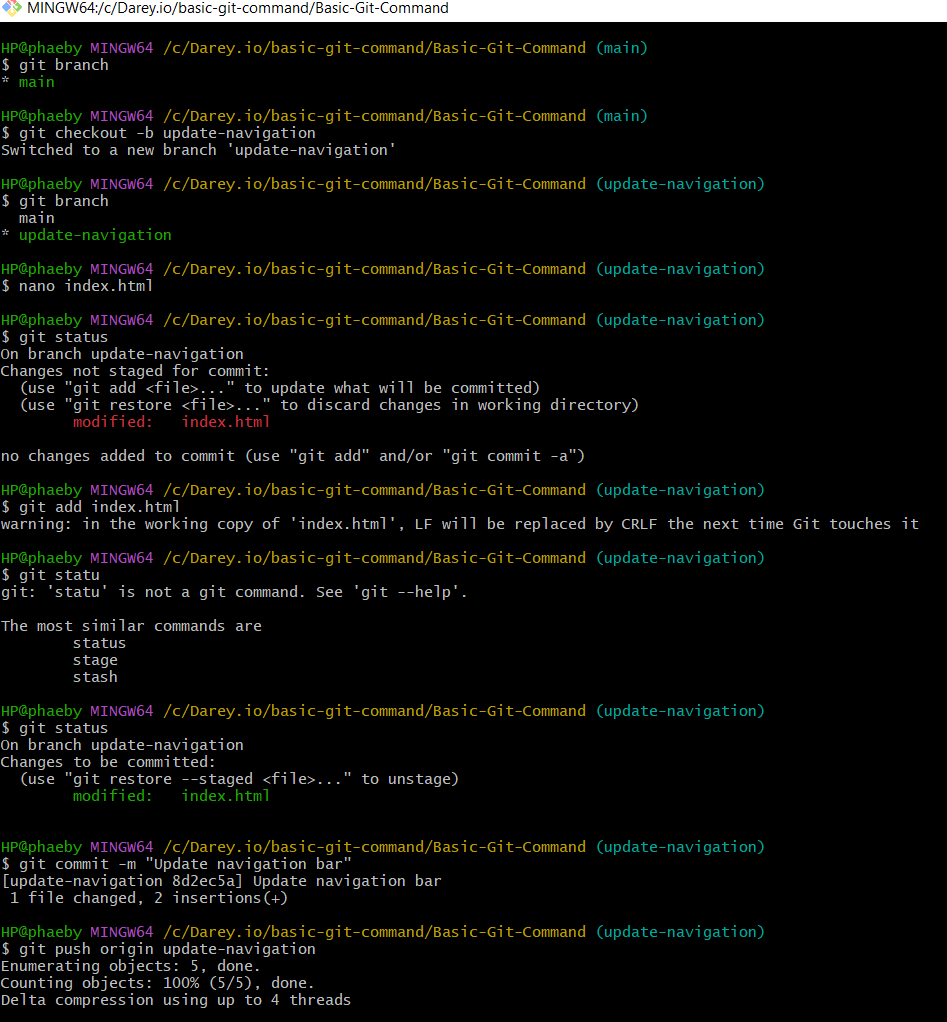 MINGW64:/c/Darey.io/basic-git-command/Basic-Git-Command
HP@phaeby MINGW64 /c/Darey.io/basic-git-command/Basic-Git-Command (main)
$ git branch
* main
HP@phaeby MINGW64 /c/Darey.io/basic-git-command/Basic-Git-Command (main)
$ git checkout -b update-navigation
Switched to a new branch 'update-navigation'
HP@phaeby MINGW64 /c/Darey.io/basic-git-command/Basic-Git-Command (update-navigation)
$ git branch
  main
* update-navigation
HP@phaeby MINGW64 /c/Darey.io/basic-git-command/Basic-Git-Command (update-navigation)
$ nano index.html
HP@phaeby MINGW64 /c/Darey.io/basic-git-command/Basic-Git-Command (update-navigation)
$ git status
On branch update-navigation
Changes not staged for commit:
  (use "git add <file>..." to update what will be committed)
  (use "git restore <file>..." to discard changes in working directory)
        modified:   index.html
no changes added to commit (use "git add" and/or "git commit -a")
HP@phaeby MINGW64 /c/Darey.io/basic-git-command/Basic-Git-Command (update-navigation)
$ git add index.html
warning: in the working copy of 'index.html', LF will be replaced by CRLF the next time Git touches it
HP@phaeby MINGW64 /c/Darey.io/basic-git-command/Basic-Git-Command (update-navigation)
$ git statu
git: 'statu' is not a git command. See 'git --help'.
The most similar commands are
        status
        stage
        stash
HP@phaeby MINGW64 /c/Darey.io/basic-git-command/Basic-Git-Command (update-navigation)
$ git status
On branch update-navigation
Changes to be committed:
  (use "git restore --staged <file>..." to unstage)
        modified:   index.html
HP@phaeby MINGW64 /c/Darey.io/basic-git-command/Basic-Git-Command (update-navigation)
$ git commit -m "Update navigation bar"
[update-navigation 8d2ec5a] Update navigation bar
 1 file changed, 2 insertions(+)
HP@phaeby MINGW64 /c/Darey.io/basic-git-command/Basic-Git-Command (update-navigation)
$ git push origin update-navigation
Enumerating objects: 5, done.
Counting objects: 100% (5/5), done.
Delta compression using up to 4 threads